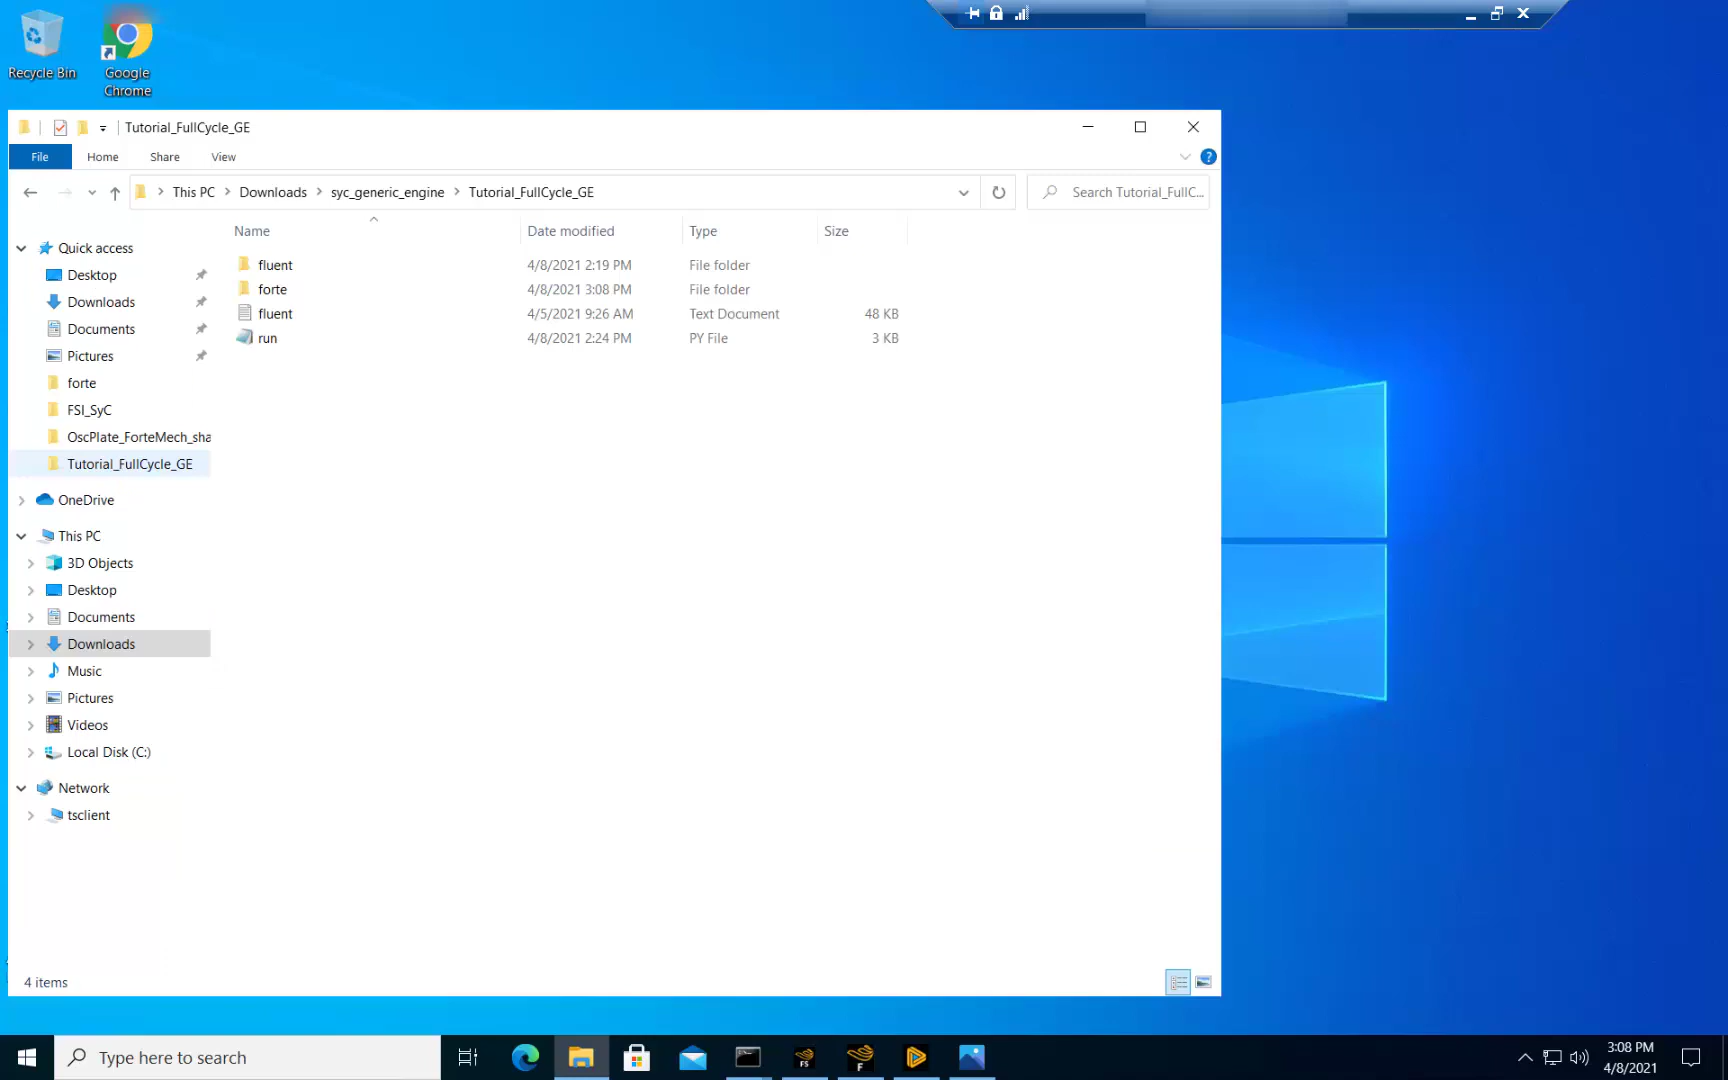 Recycle Bin
Google
Chrome
Tutorial_FullCycle_GE
File Home Share View
This PC Downloads syc_generic_engine Tutorial_FullCycle_GE
Search Tutorial_FullC...
Name Date modified Type Size
fluent 4/8/2021 2:19 PM File folder
forte 4/8/2021 3:08 PM File folder
fluent 4/5/2021 9:26 AM Text Document 48 KB
run 4/8/2021 2:24 PM PY File 3 KB
Quick access
Desktop
Downloads
Documents
Pictures
forte
FSI_SyC
OscPlate_ForteMech_sha
Tutorial_FullCycle_GE
OneDrive
This PC
3D Objects
Desktop
Documents
Downloads
Music
Pictures
Videos
Local Disk (C:)
Network
tsclient
4 items
Type here to search
FS
F
3:08 PM
4/8/2021